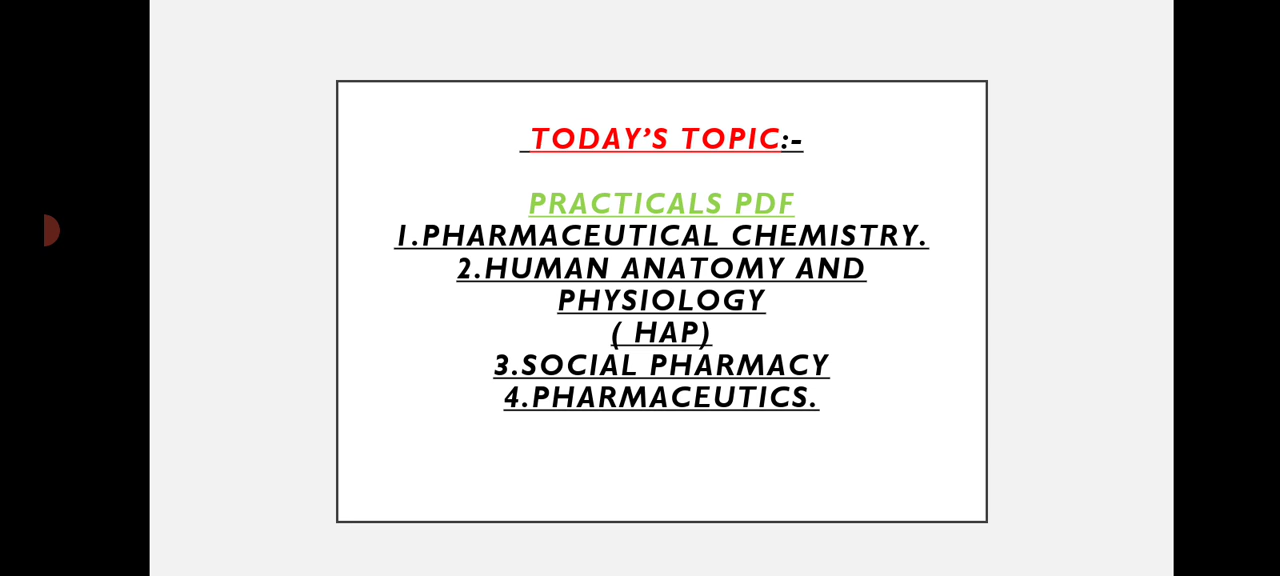 TODAY'S TOPIC:-
PRACTICALS PDF
1.PHARMACEUTICAL CHEMISTRY.
2.HUMAN ANATOMY AND
PHYSIOLOGY
( HAP)
3.SOCIAL PHARMACY
4.PHARMACEUTICS.